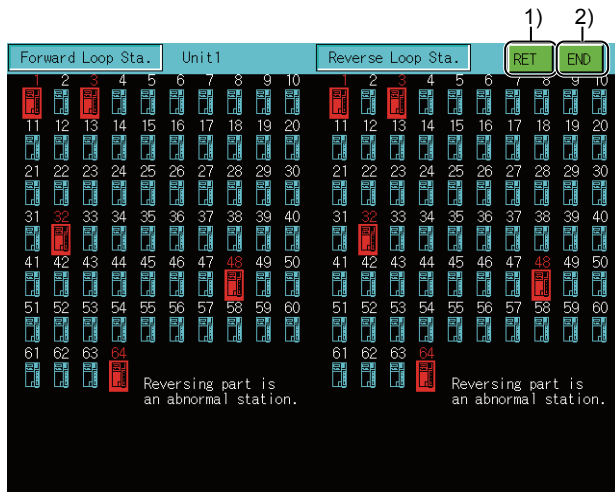 1) 2)
Forward Loop Sta. Unit1 Reverse Loop Sta. RET END
1 2 3 4 5 6 7 8 9 10 1 2 3 4 5 6 7 8 9 10
11 12 13 14 15 16 17 18 19 20 11 12 13 14 15 16 17 18 19 20
21 22 23 24 25 26 27 28 29 30 21 22 23 24 25 26 27 28 29 30
31 32 33 34 35 36 37 38 39 40 31 32 33 34 35 36 37 38 39 40
41 42 43 44 45 46 47 48 49 50 41 42 43 44 45 46 47 48 49 50
51 52 53 54 55 56 57 58 59 60 51 52 53 54 55 56 57 58 59 60
61 62 63 64 61 62 63 64
Reversing part is Reversing part is
an abnormal station. an abnormal station.